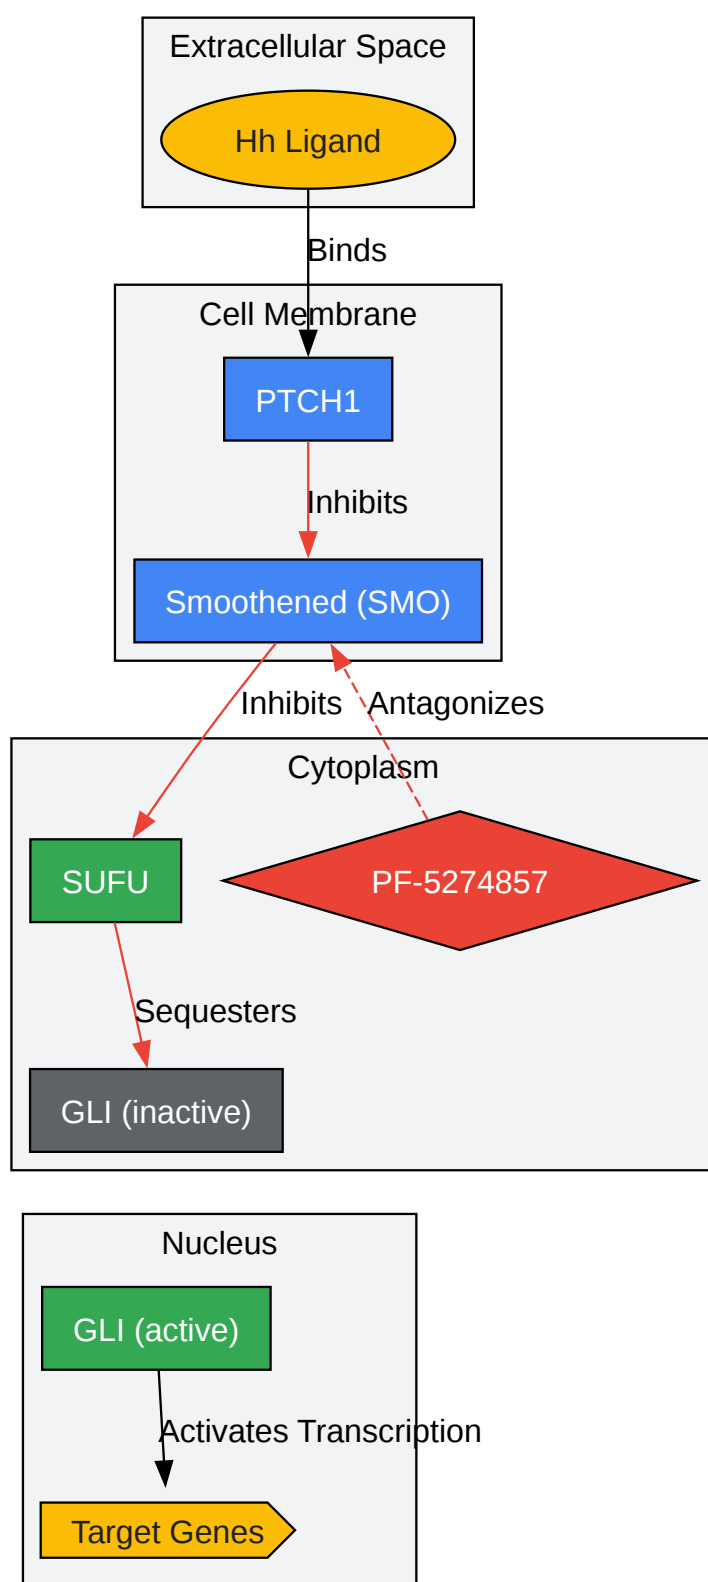 Extracellular Space
Hh Ligand
Binds
Cell Membrane
PTCH1
Inhibits
Smoothened (SMO)
Inhibits
Antagonizes
Cytoplasm
SUFU
PF-5274857
Sequesters
GLI (inactive)
Nucleus
GLI (active)
Activates Transcription
Target Genes